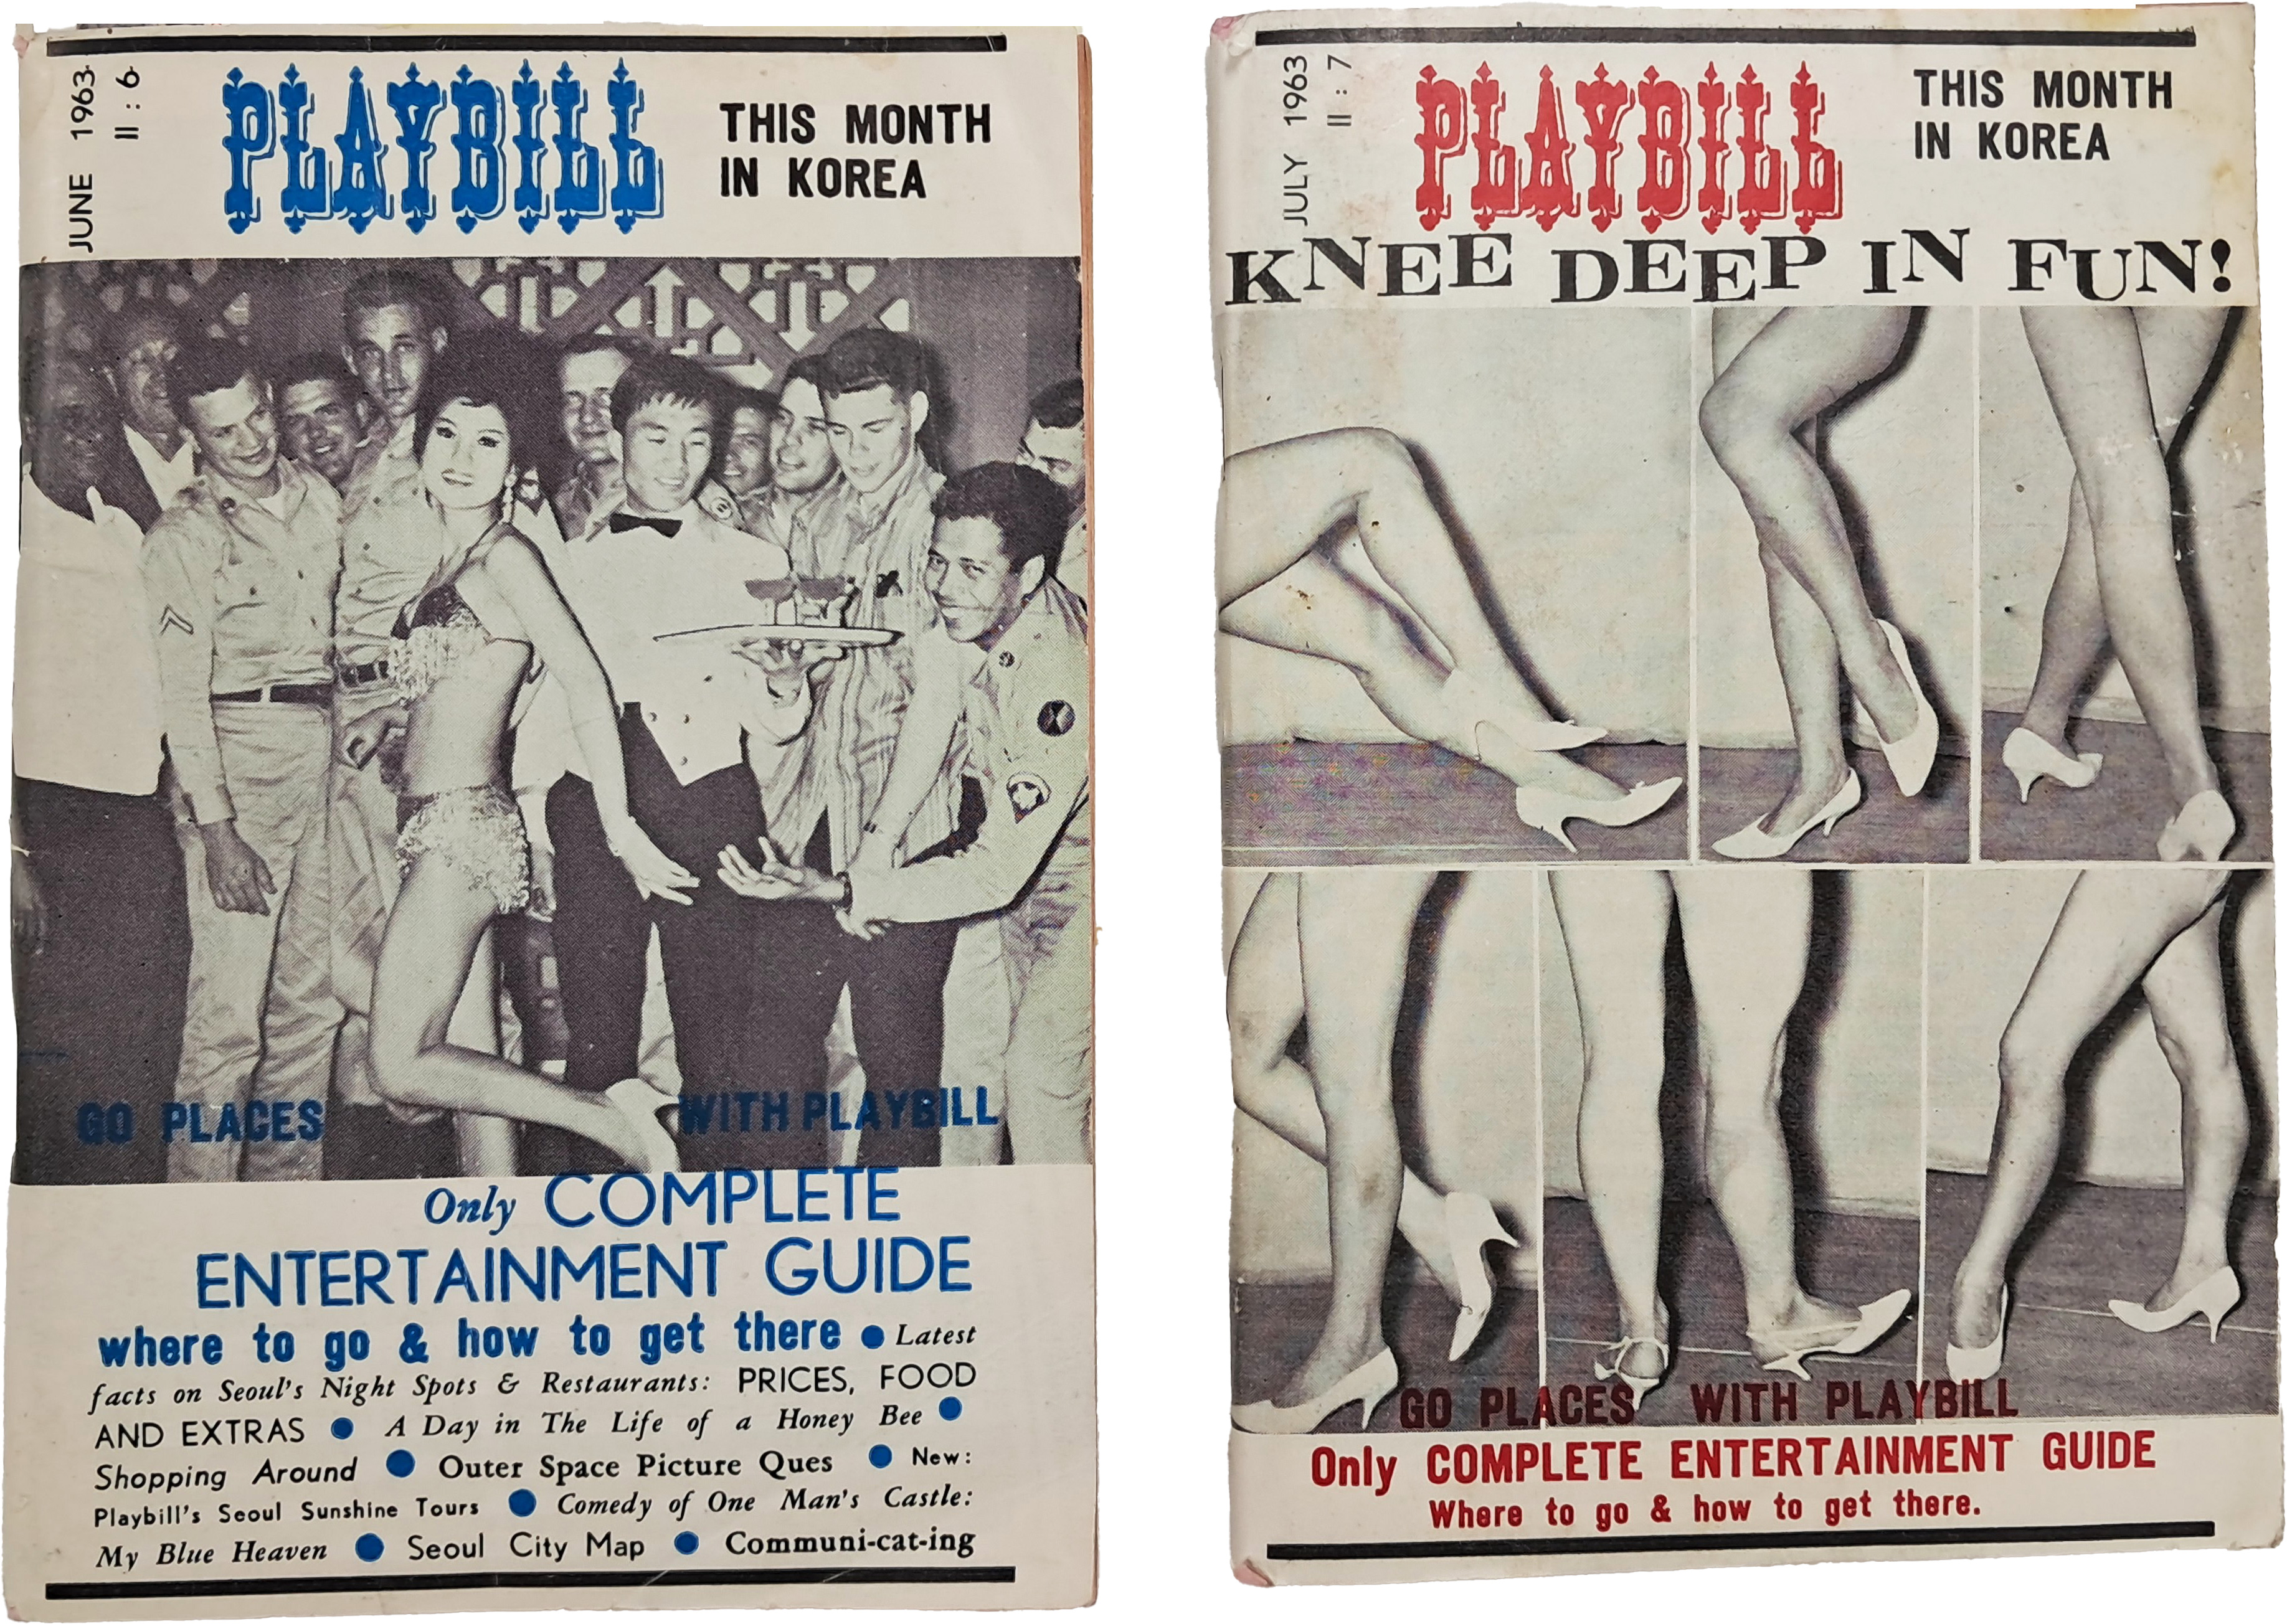 JUNE 1963
II : 6
PLAYBILL
THIS MONTH
IN KOREA
GO PLACES WITH PLAYBILL
Only COMPLETE
ENTERTAINMENT GUIDE
where to go & how to get there ● Latest
facts on Seoul's Night Spots & Restaurants: PRICES, FOOD
AND EXTRAS ● A Day in The Life of a Honey Bee ●
Shopping Around ● Outer Space Picture Ques ● New:
Playbill's Seoul Sunshine Tours ● Comedy of One Man's Castle:
My Blue Heaven ● Seoul City Map ● Communi-cat-ing
JULY 1963
II : 7
PLAYBILL
THIS MONTH
IN KOREA
KNEE DEEP IN FUN!
GO PLACES WITH PLAYBILL
Only COMPLETE ENTERTAINMENT GUIDE
Where to go & how to get there.